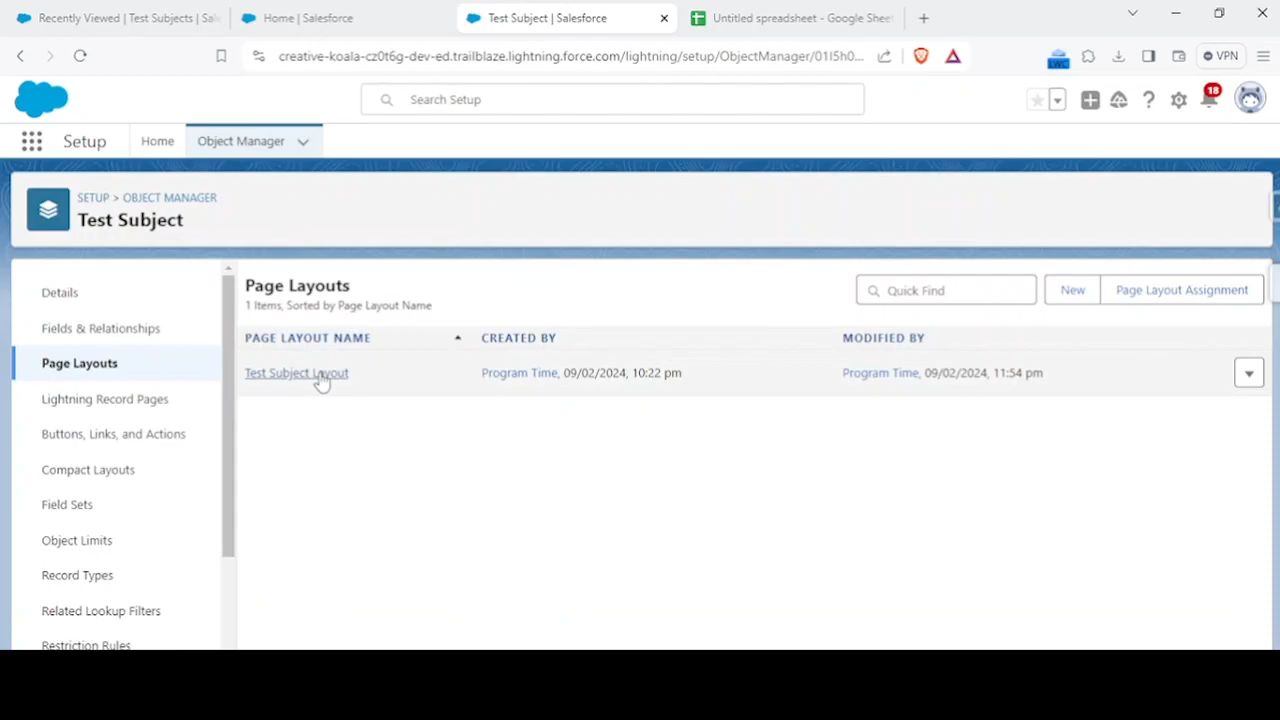 Recently Viewed | Test Subjects | Sal
Home | Salesforce
Test Subject | Salesforce
Untitled spreadsheet - Google Sheet
creative-koala-cz0t6g-dev-ed.trailblaze.lightning.force.com/lightning/setup/ObjectManager/01I5h0...
LWC
VPN
Search Setup
18
Setup
Home
Object Manager
SETUP > OBJECT MANAGER
Test Subject
Details
Fields & Relationships
Page Layouts
Lightning Record Pages
Buttons, Links, and Actions
Compact Layouts
Field Sets
Object Limits
Record Types
Related Lookup Filters
Restriction Rules
Page Layouts
1 Items, Sorted by Page Layout Name
Quick Find
New
Page Layout Assignment
PAGE LAYOUT NAME
CREATED BY
MODIFIED BY
Test Subject Layout
Program Time, 09/02/2024, 10:22 pm
Program Time, 09/02/2024, 11:54 pm